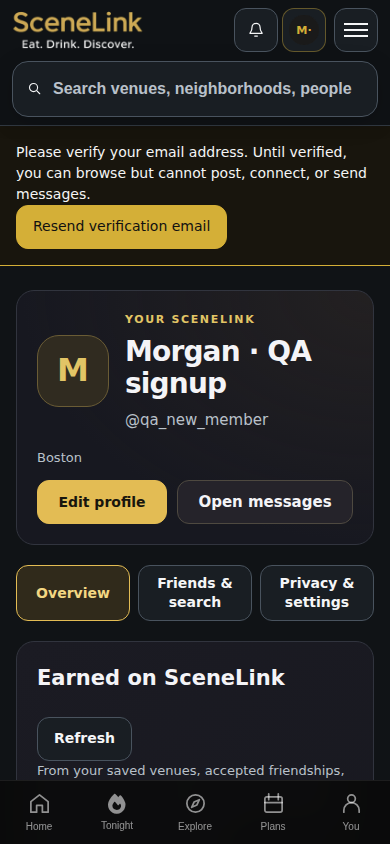 SceneLink
Eat. Drink. Discover.
M·
Search venues, neighborhoods, people
Please verify your email address. Until verified,
you can browse but cannot post, connect, or send
messages.
Resend verification email
YOUR SCENELINK
M
Morgan · QA
signup
@qa_new_member
Boston
Edit profile
Open messages
Overview
Friends &
search
Privacy &
settings
Earned on SceneLink
Refresh
From your saved venues, accepted friendships,
Home
Tonight
Explore
Plans
You